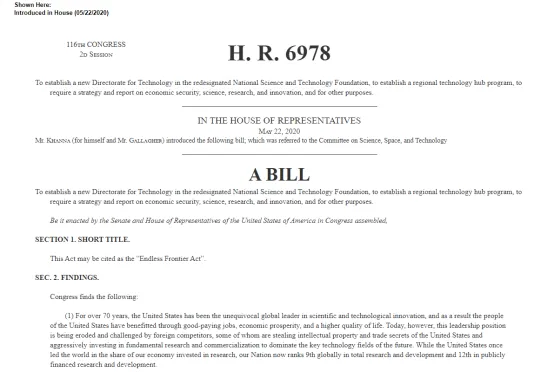 Shown Here:
Introduced in House (05/22/2020)
116TH CONGRESS
2D SESSION
H. R. 6978
To establish a new Directorate for Technology in the redesignated National Science and Technology Foundation, to establish a regional technology hub program, to
require a strategy and report on economic security, science, research, and innovation, and for other purposes.
IN THE HOUSE OF REPRESENTATIVES
MAY 22, 2020
Mr. KHANNA (for himself and Mr. GALLAGHER) introduced the following bill; which was referred to the Committee on Science, Space, and Technology
A BILL
To establish a new Directorate for Technology in the redesignated National Science and Technology Foundation, to establish a regional technology hub program, to
require a strategy and report on economic security, science, research, and innovation, and for other purposes.
Be it enacted by the Senate and House of Representatives of the United States of America in Congress assembled,
SECTION 1. SHORT TITLE.
This Act may be cited as the "Endless Frontier Act".
SEC. 2. FINDINGS.
Congress finds the following:
(1) For over 70 years, the United States has been the unequivocal global leader in scientific and technological innovation, and as a result the people
of the United States have benefitted through good-paying jobs, economic prosperity, and a higher quality of life. Today, however, this leadership position
is being eroded and challenged by foreign competitors, some of whom are stealing intellectual property and trade secrets of the United States and
aggressively investing in fundamental research and commercialization to dominate the key technology fields of the future. While the United States once
led the world in the share of our economy invested in research, our Nation now ranks 9th globally in total research and development and 12th in publicly
financed research and development.